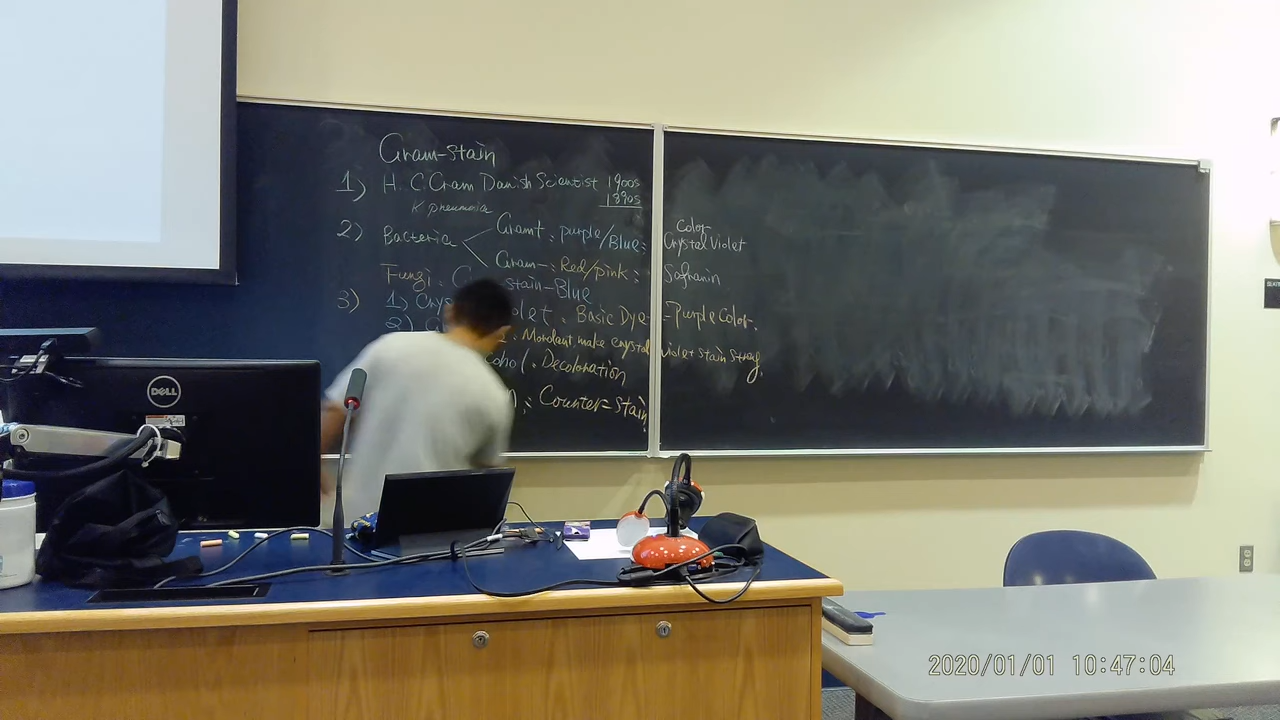 Gram-stain
1) H. C. Gram Danish Scientist 1900s
1890s
K pneumonia
2) Bacteria Gram+: purple/Blue: Color Crystal Violet
Gram-: Red/pink: Safranin
Fungi: stain-Blue
3) 1) Basic Dye - Purple Color.
2) : Mordant, make crystal violet stain strong.
Decoloration
Counter-stain
DELL
2020/01/01 10:47:04